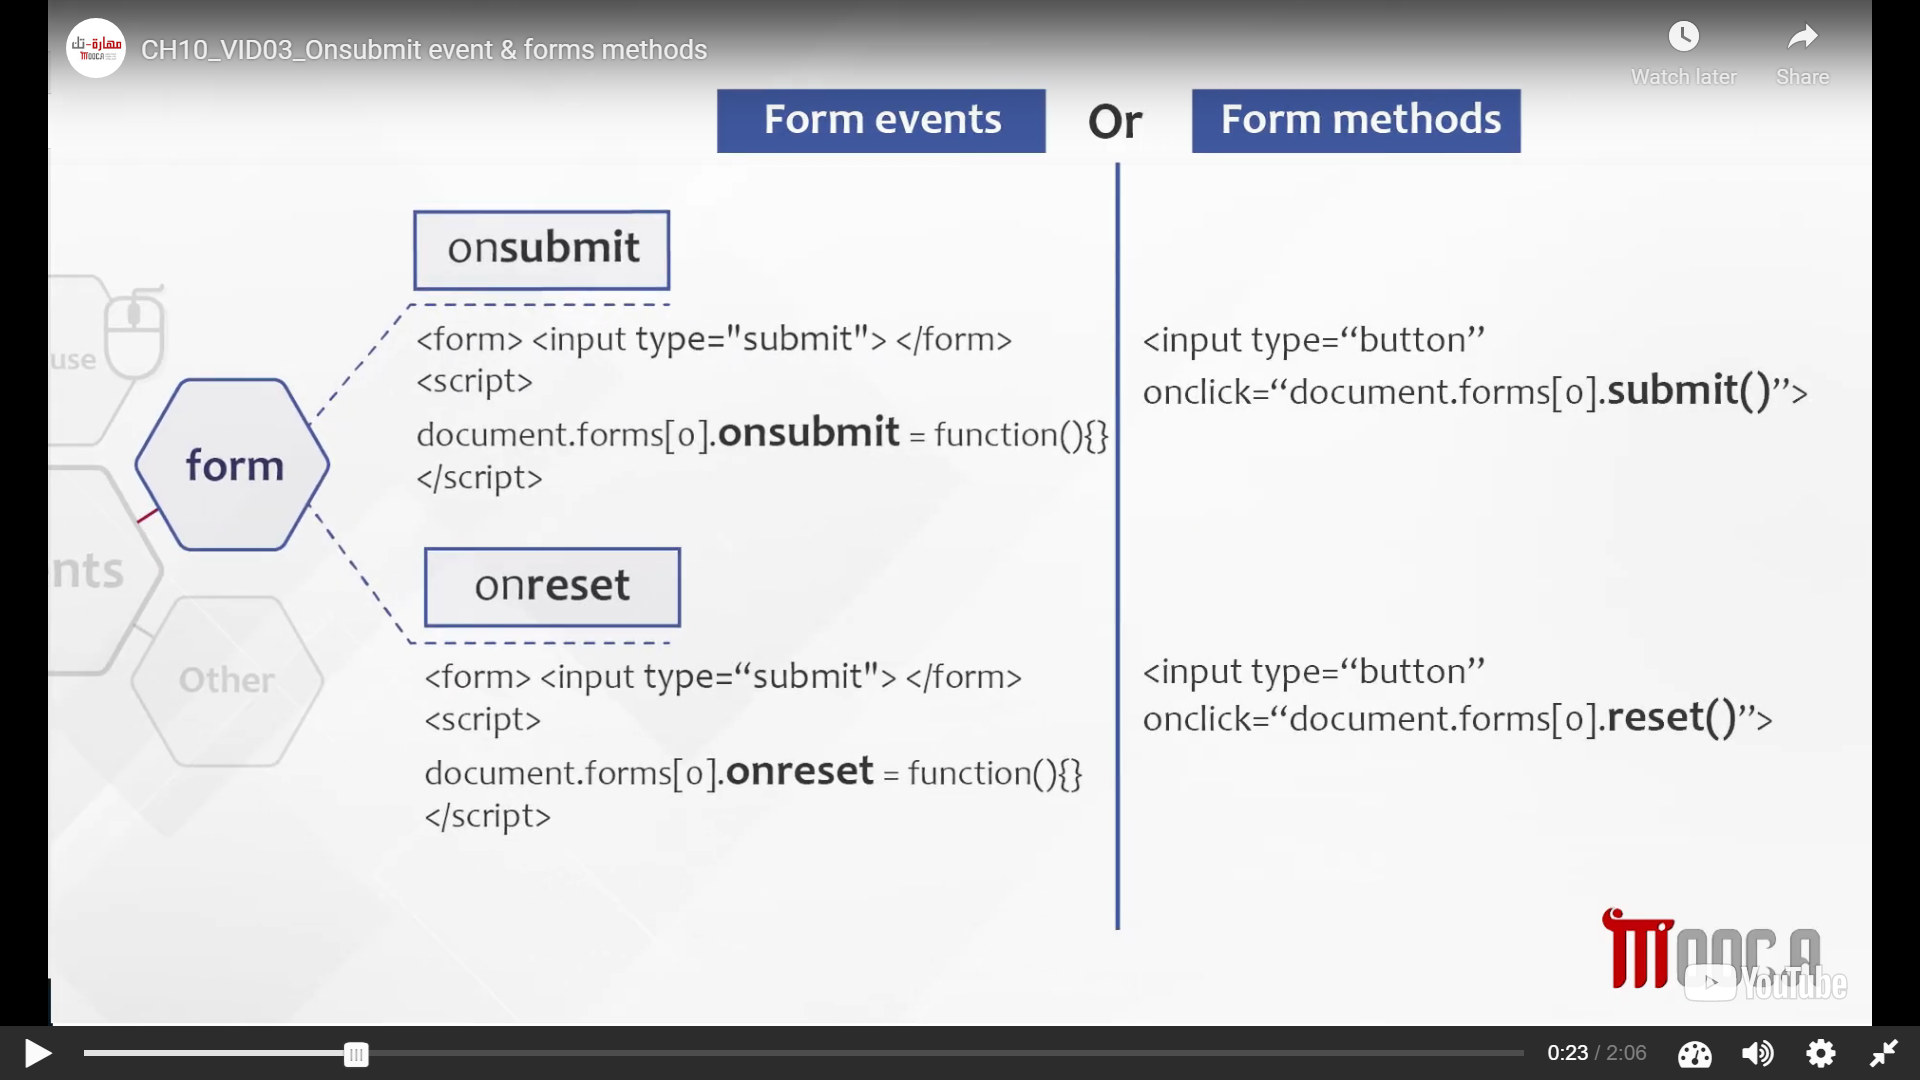 مهارة-تك
MOOCA
CH10_VID03_Onsubmit event & forms methods
Watch later
Share
Form events
Or
Form methods
onsubmit
<form> <input type="submit"> </form>
<script>
document.forms[0].onsubmit = function(){}
</script>
<input type=“button”
onclick=“document.forms[0].submit()”>
use
form
nts
Other
onreset
<form> <input type=“submit"> </form>
<script>
document.forms[0].onreset = function(){}
</script>
<input type=“button”
onclick=“document.forms[0].reset()”>
MOOCA
YouTube
0:23 / 2:06